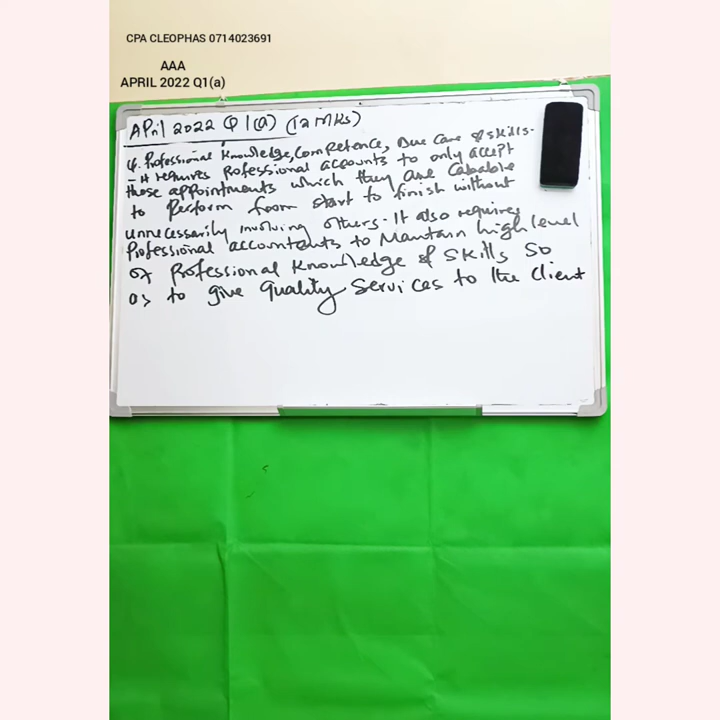 CPA CLEOPHAS 0714023691
AAA
APRIL 2022 Q1(a)
April 2022 Q1(a) (12 MKs)
4. Professional knowledge, Competence, Due Care & skills.
- It requires Professional accounts to only accept
those appointments which they are Cabable
to Perform from start to finish without
unnecessarily involving others. It also requires
Professional accountants to Maintain high level
of Professional Knowledge & skills so
as to give quality services to the client